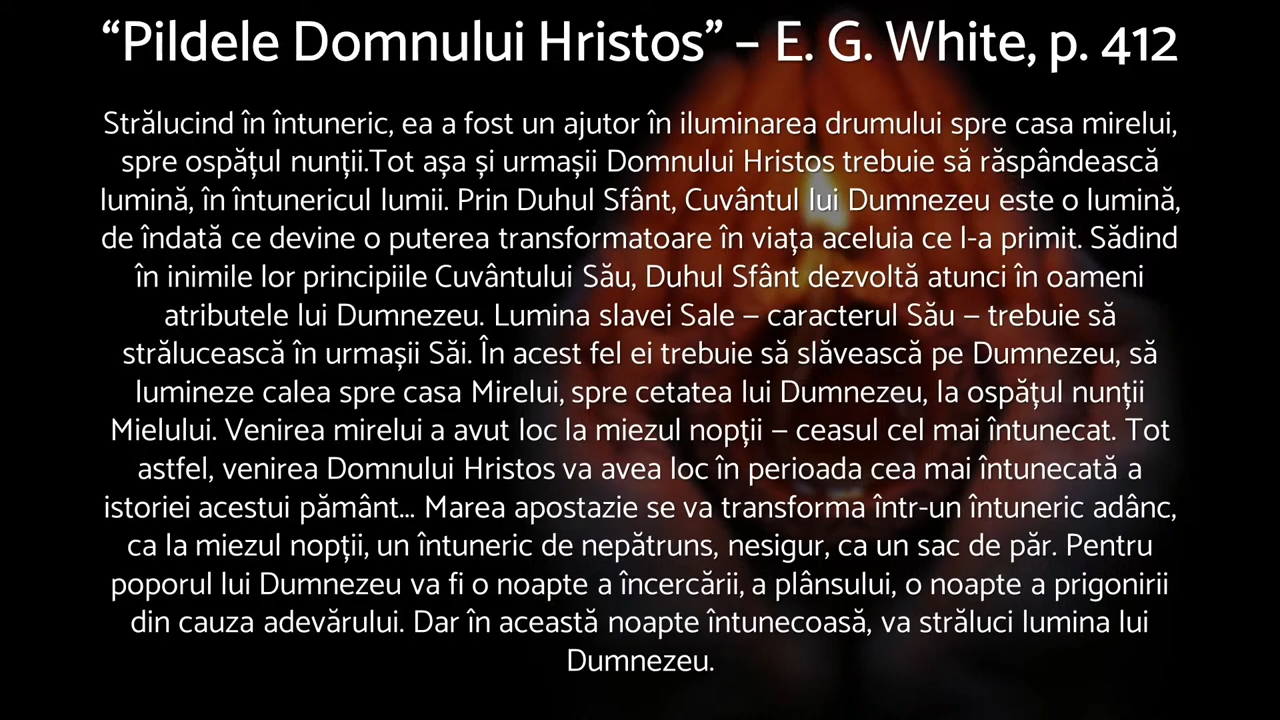 “Pildele Domnului Hristos” – E. G. White, p. 412
Strălucind în întuneric, ea a fost un ajutor în iluminarea drumului spre casa mirelui,
spre ospățul nunții.Tot așa și urmașii Domnului Hristos trebuie să răspândească
lumină, în întunericul lumii. Prin Duhul Sfânt, Cuvântul lui Dumnezeu este o lumină,
de îndată ce devine o puterea transformatoare în viața aceluia ce l-a primit. Sădind
în inimile lor principiile Cuvântului Său, Duhul Sfânt dezvoltă atunci în oameni
atributele lui Dumnezeu. Lumina slavei Sale – caracterul Său – trebuie să
strălucească în urmașii Săi. În acest fel ei trebuie să slăvească pe Dumnezeu, să
lumineze calea spre casa Mirelui, spre cetatea lui Dumnezeu, la ospățul nunții
Mielului. Venirea mirelui a avut loc la miezul nopții – ceasul cel mai întunecat. Tot
astfel, venirea Domnului Hristos va avea loc în perioada cea mai întunecată a
istoriei acestui pământ... Marea apostazie se va transforma într-un întuneric adânc,
ca la miezul nopții, un întuneric de nepătruns, nesigur, ca un sac de păr. Pentru
poporul lui Dumnezeu va fi o noapte a încercării, a plânsului, o noapte a prigonirii
din cauza adevărului. Dar în această noapte întunecoasă, va străluci lumina lui
Dumnezeu.